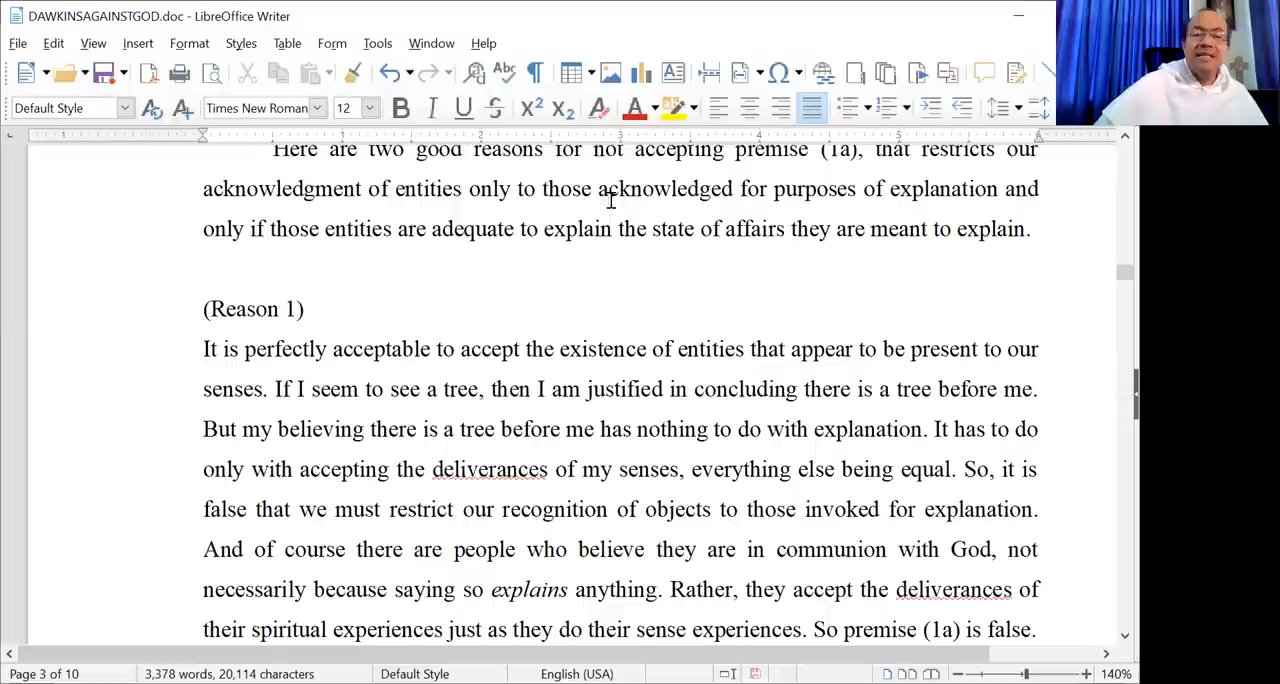 DAWKINSAGAINSTGOD.doc - LibreOffice Writer
File Edit View Insert Format Styles Table Form Tools Window Help
Default Style Times New Roman 12
1 1 2 3 4 5 6
Here are two good reasons for not accepting premise (1a), that restricts our
acknowledgment of entities only to those acknowledged for purposes of explanation and
only if those entities are adequate to explain the state of affairs they are meant to explain.
(Reason 1)
It is perfectly acceptable to accept the existence of entities that appear to be present to our
senses. If I seem to see a tree, then I am justified in concluding there is a tree before me.
But my believing there is a tree before me has nothing to do with explanation. It has to do
only with accepting the deliverances of my senses, everything else being equal. So, it is
false that we must restrict our recognition of objects to those invoked for explanation.
And of course there are people who believe they are in communion with God, not
necessarily because saying so explains anything. Rather, they accept the deliverances of
their spiritual experiences just as they do their sense experiences. So premise (1a) is false.
Page 3 of 10 3,378 words, 20,114 characters Default Style English (USA) 140%